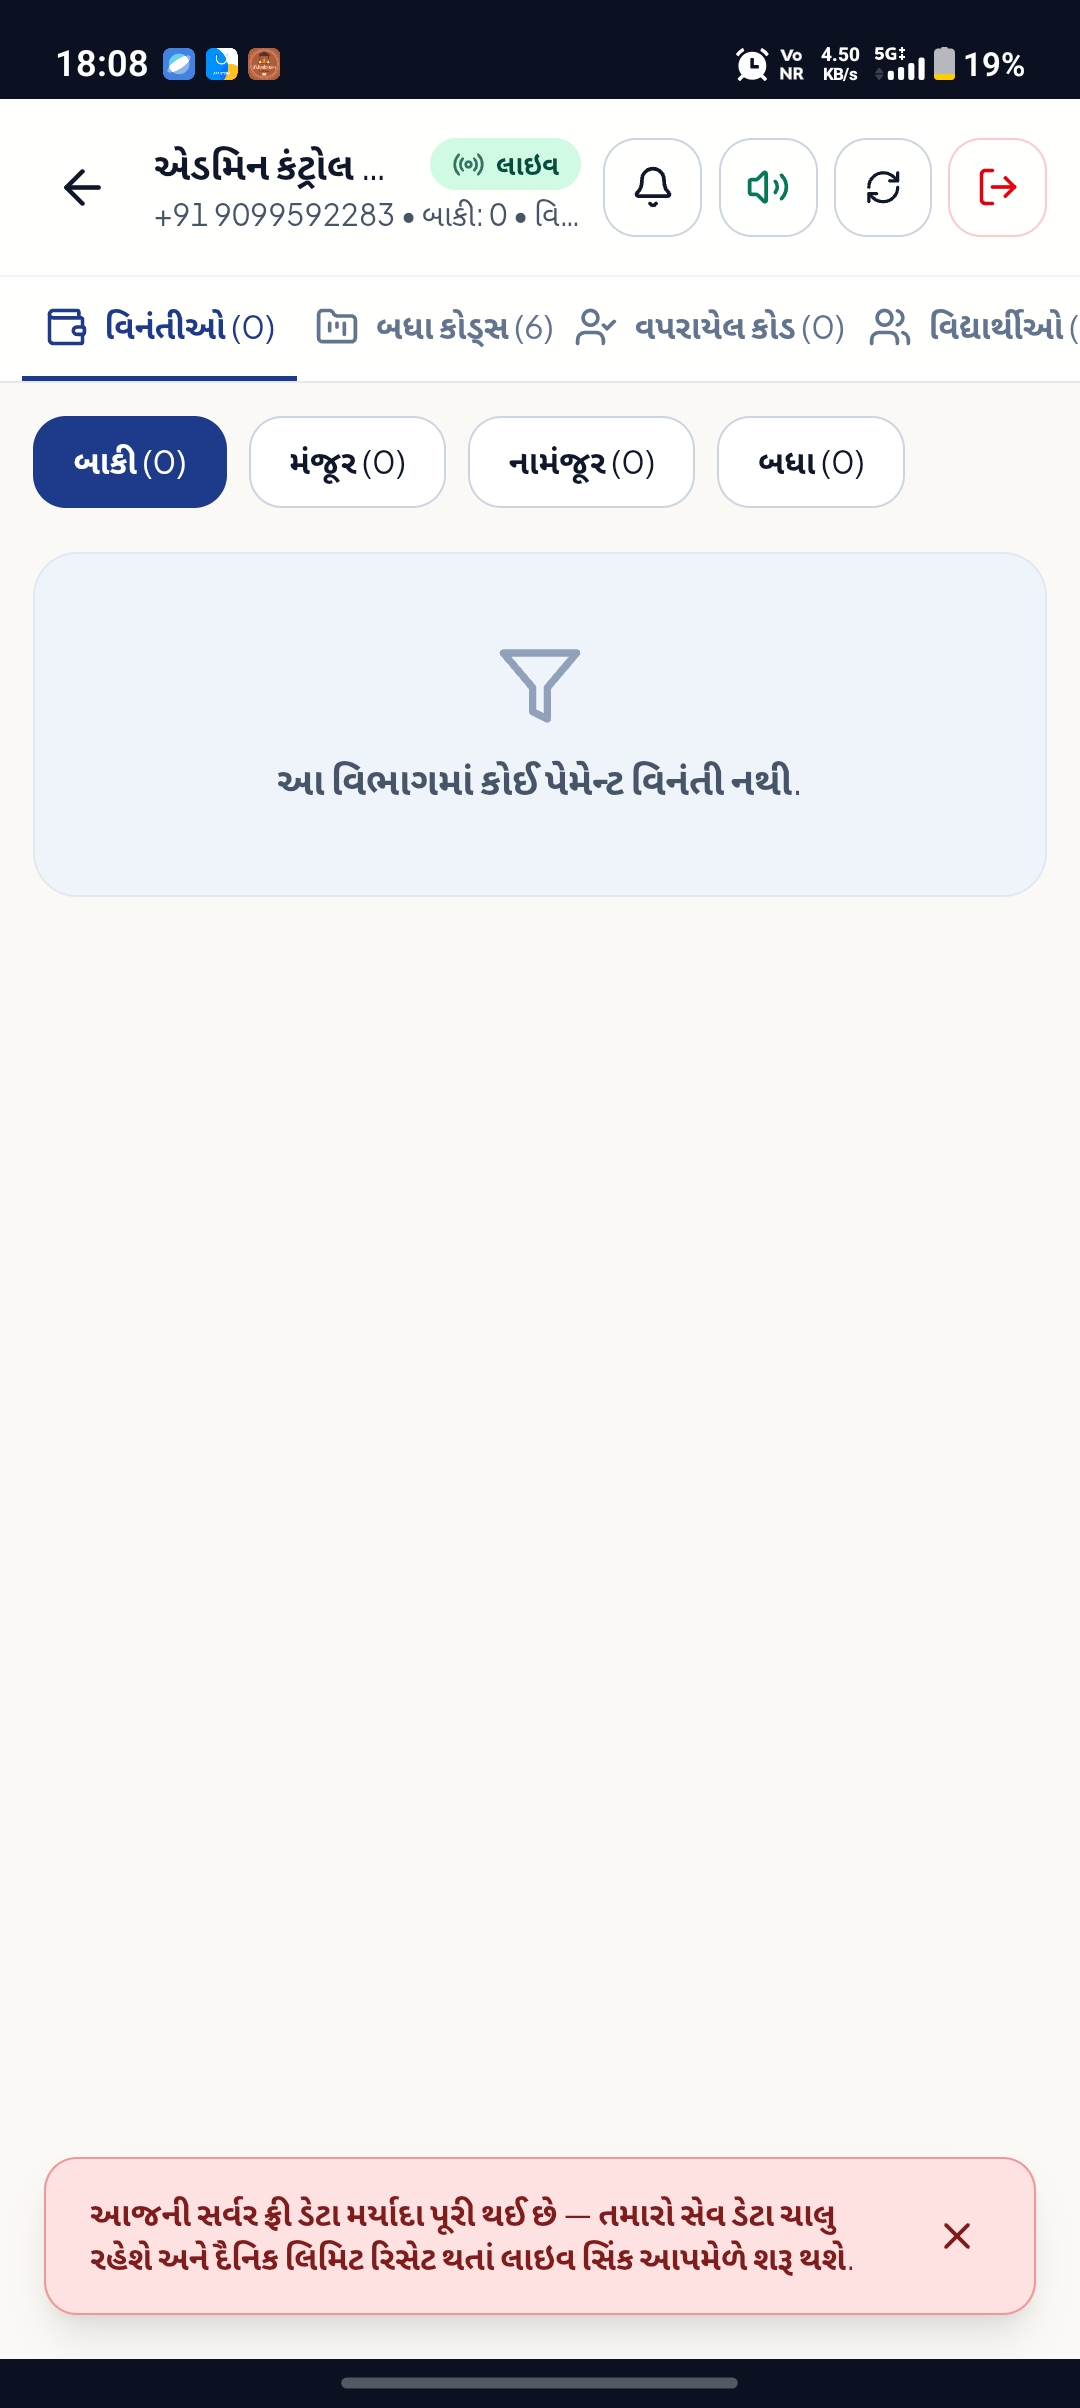 18:08
Vo NR
4.50 KB/s
5G
19%
એડમિન કંટ્રોલ ...
લાઇવ
+91 9099592283 • બાકી: 0 • વિ...
વિનંતીઓ (0)
બધા કોડ્સ (6)
વપરાયેલ કોડ (0)
વિદ્યાર્થીઓ (
બાકી (0)
મંજૂર (0)
નામંજૂર (0)
બધા (0)
આ વિભાગમાં કોઈ પેમેન્ટ વિનંતી નથી.
આજની સર્વર ફ્રી ડેટા મર્યાદા પૂરી થઈ છે — તમારો સેવ ડેટા ચાલુ
રહેશે અને દૈનિક લિમિટ રિસેટ થતાં લાઇવ સિંક આપમેળે શરૂ થશે.